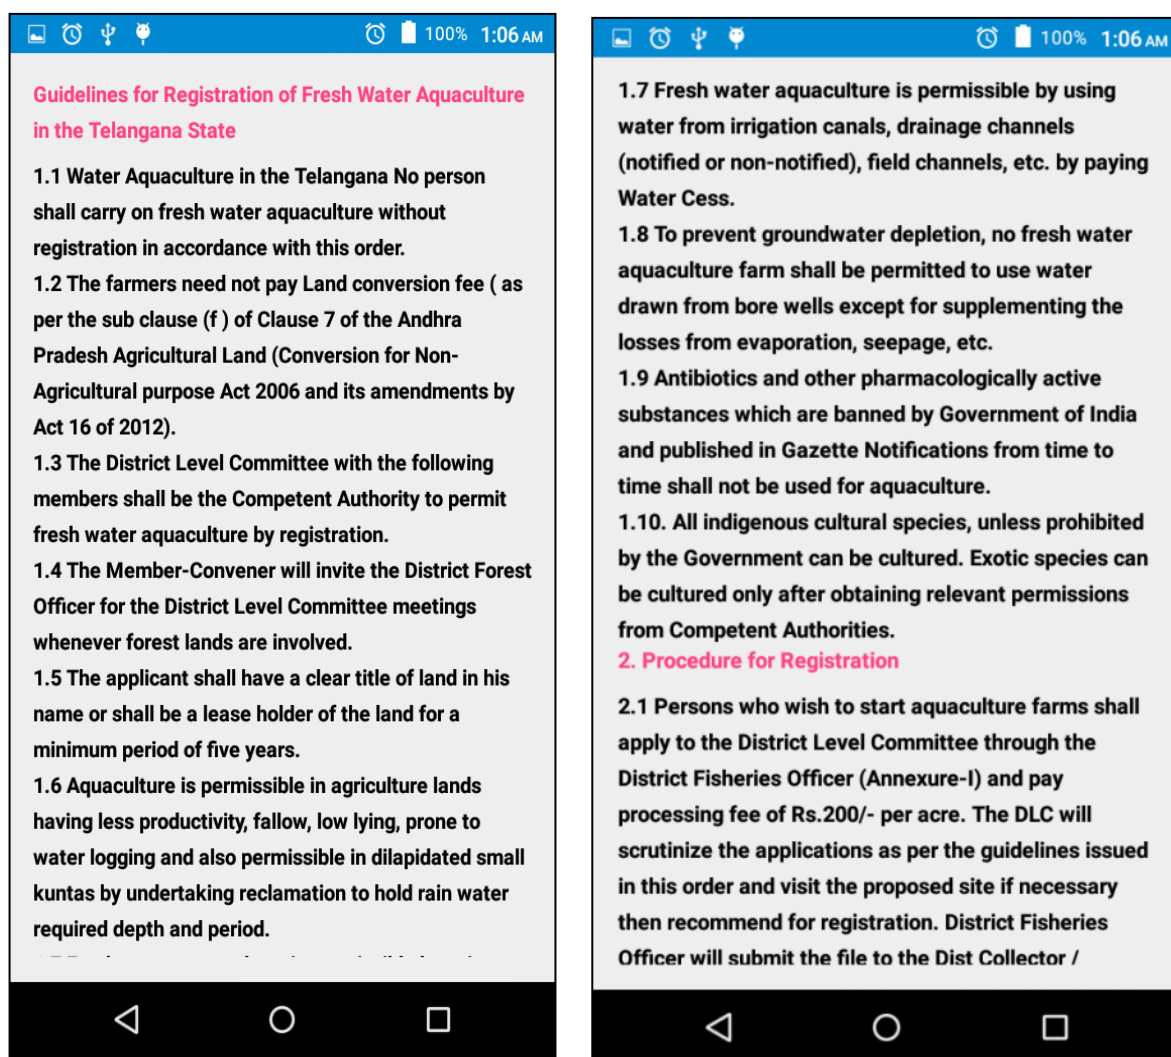 100% 1:06 AM
Guidelines for Registration of Fresh Water Aquaculture
in the Telangana State
1.1 Water Aquaculture in the Telangana No person
shall carry on fresh water aquaculture without
registration in accordance with this order.
1.2 The farmers need not pay Land conversion fee ( as
per the sub clause (f ) of Clause 7 of the Andhra
Pradesh Agricultural Land (Conversion for Non-
Agricultural purpose Act 2006 and its amendments by
Act 16 of 2012).
1.3 The District Level Committee with the following
members shall be the Competent Authority to permit
fresh water aquaculture by registration.
1.4 The Member-Convener will invite the District Forest
Officer for the District Level Committee meetings
whenever forest lands are involved.
1.5 The applicant shall have a clear title of land in his
name or shall be a lease holder of the land for a
minimum period of five years.
1.6 Aquaculture is permissible in agriculture lands
having less productivity, fallow, low lying, prone to
water logging and also permissible in dilapidated small
kuntas by undertaking reclamation to hold rain water
required depth and period.
100% 1:06 AM
1.7 Fresh water aquaculture is permissible by using
water from irrigation canals, drainage channels
(notified or non-notified), field channels, etc. by paying
Water Cess.
1.8 To prevent groundwater depletion, no fresh water
aquaculture farm shall be permitted to use water
drawn from bore wells except for supplementing the
losses from evaporation, seepage, etc.
1.9 Antibiotics and other pharmacologically active
substances which are banned by Government of India
and published in Gazette Notifications from time to
time shall not be used for aquaculture.
1.10. All indigenous cultural species, unless prohibited
by the Government can be cultured. Exotic species can
be cultured only after obtaining relevant permissions
from Competent Authorities.
2. Procedure for Registration
2.1 Persons who wish to start aquaculture farms shall
apply to the District Level Committee through the
District Fisheries Officer (Annexure-I) and pay
processing fee of Rs.200/- per acre. The DLC will
scrutinize the applications as per the guidelines issued
in this order and visit the proposed site if necessary
then recommend for registration. District Fisheries
Officer will submit the file to the Dist Collector /